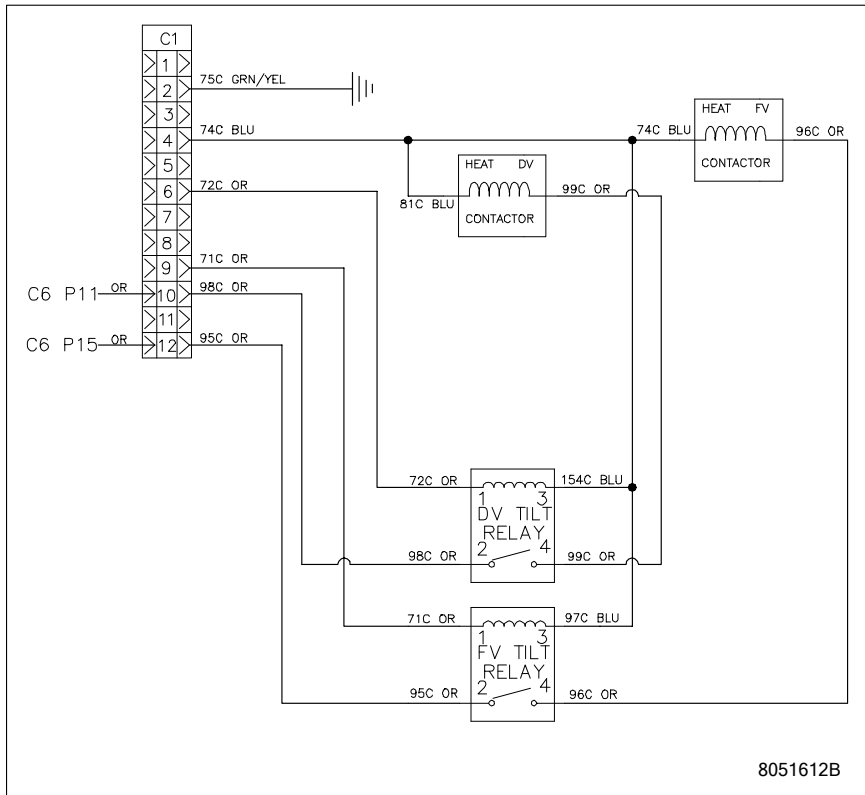 C1
1
2
75C GRN/YEL
3
4
74C BLU
74C BLU
HEAT FV
CONTACTOR
96C OR
5
HEAT DV
CONTACTOR
81C BLU
99C OR
6
72C OR
7
8
9
71C OR
C6 P11
OR
10
98C OR
11
C6 P15
OR
12
95C OR
72C OR
154C BLU
1 3
DV TILT
RELAY
2 4
98C OR
99C OR
71C OR
97C BLU
1 3
FV TILT
RELAY
2 4
95C OR
96C OR
8051612B